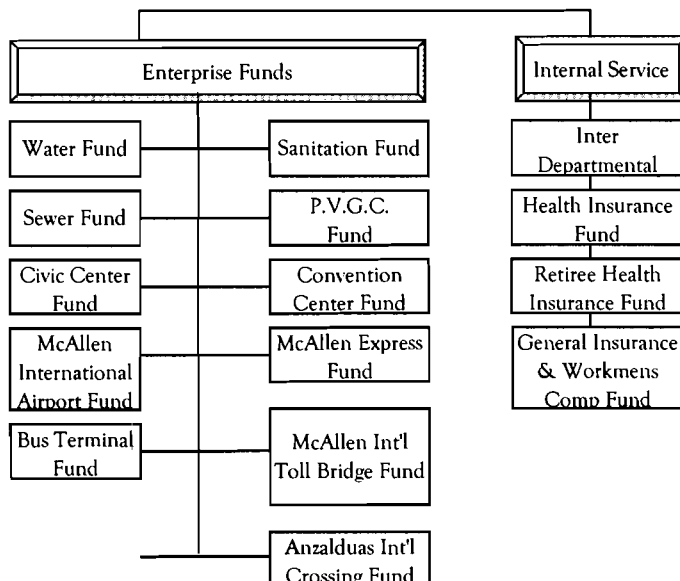 Enterprise Funds
Internal Service
Water Fund
Sanitation Fund
Inter
Departmental
Sewer Fund
P.V.G.C.
Fund
Health Insurance
Fund
Civic Center
Fund
Convention
Center Fund
Retiree Health
Insurance Fund
McAllen
International
Airport Fund
McAllen Express
Fund
General Insurance
& Workmens
Comp Fund
Bus Terminal
Fund
McAllen Int'l
Toll Bridge Fund
Anzalduas Int'l
Crossing Fund